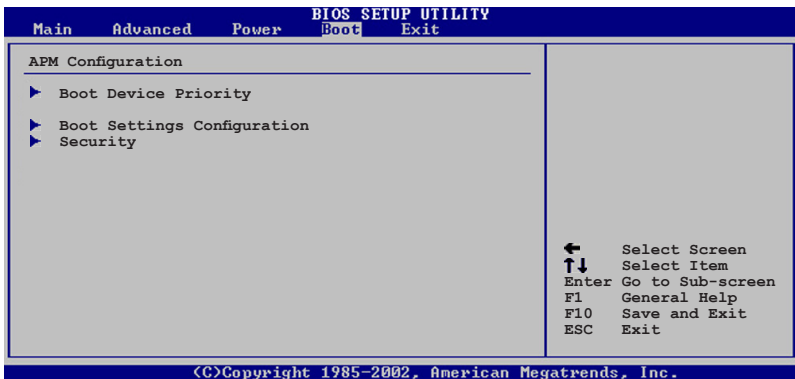 BIOS SETUP UTILITY
Main Advanced Power Boot Exit
APM Configuration
Boot Device Priority
Boot Settings Configuration
Security
← Select Screen
↑↓ Select Item
Enter Go to Sub-screen
F1 General Help
F10 Save and Exit
ESC Exit
(C)Copyright 1985-2002, American Megatrends, Inc.